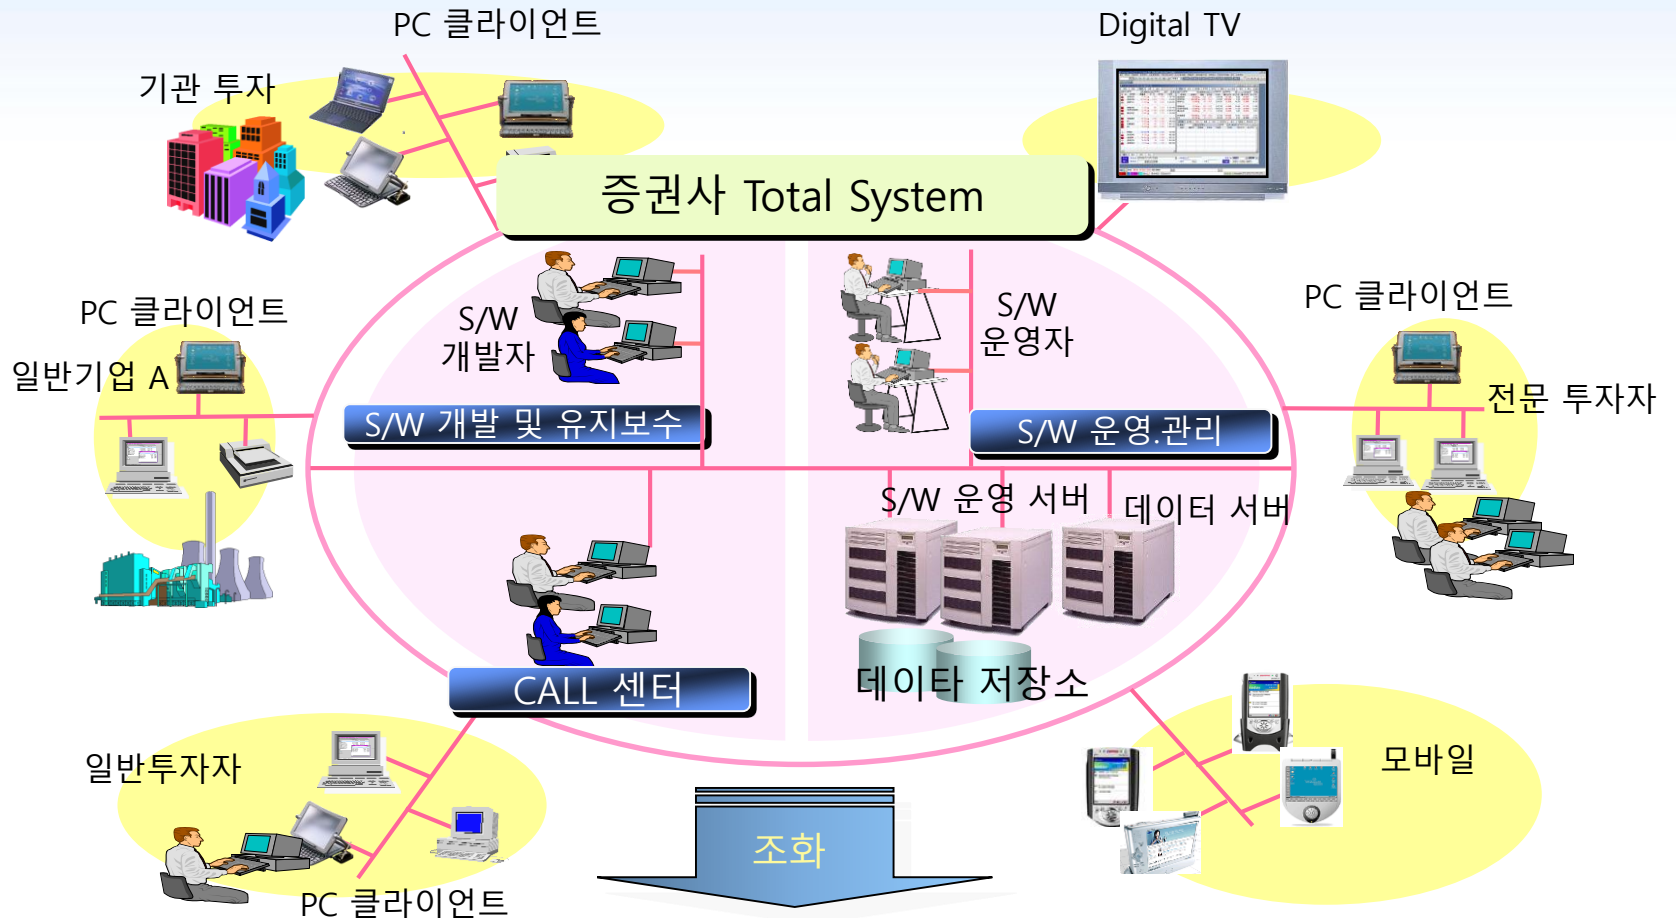 PC 클라이언트
Digital TV
기관 투자
증권사 Total System
PC 클라이언트
일반기업 A
S/W
개발자
S/W
운영자
PC 클라이언트
전문 투자자
S/W 개발 및 유지보수
S/W 운영.관리
S/W 운영 서버
데이터 서버
데이타 저장소
CALL 센터
일반투자자
모바일
조화
PC 클라이언트